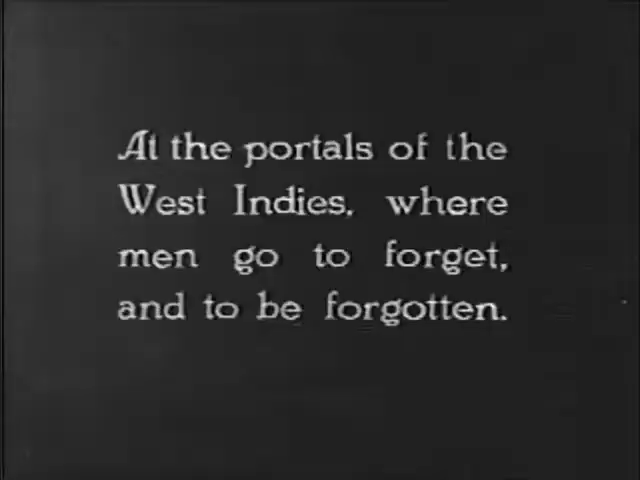 At the portals of the
West Indies, where
men go to forget,
and to be forgotten.